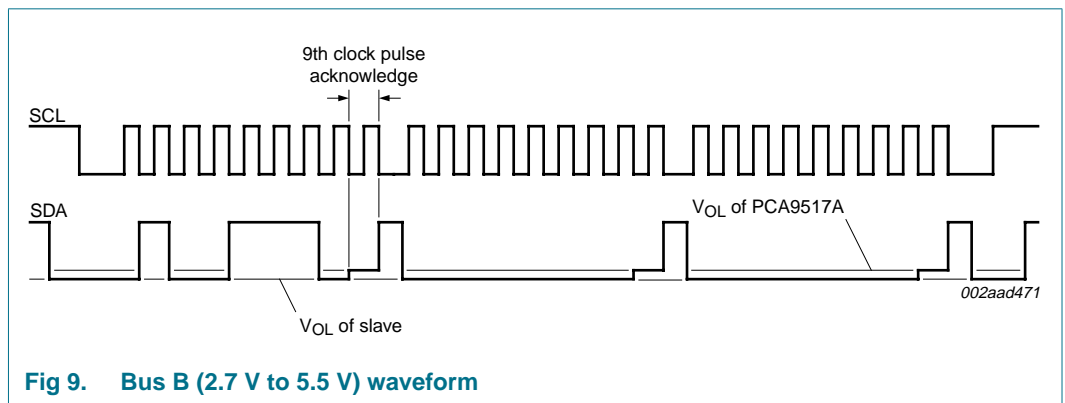 9th clock pulse
acknowledge
SCL
SDA
VOL of PCA9517A
002aad471
VOL of slave
Fig 9. Bus B (2.7 V to 5.5 V) waveform